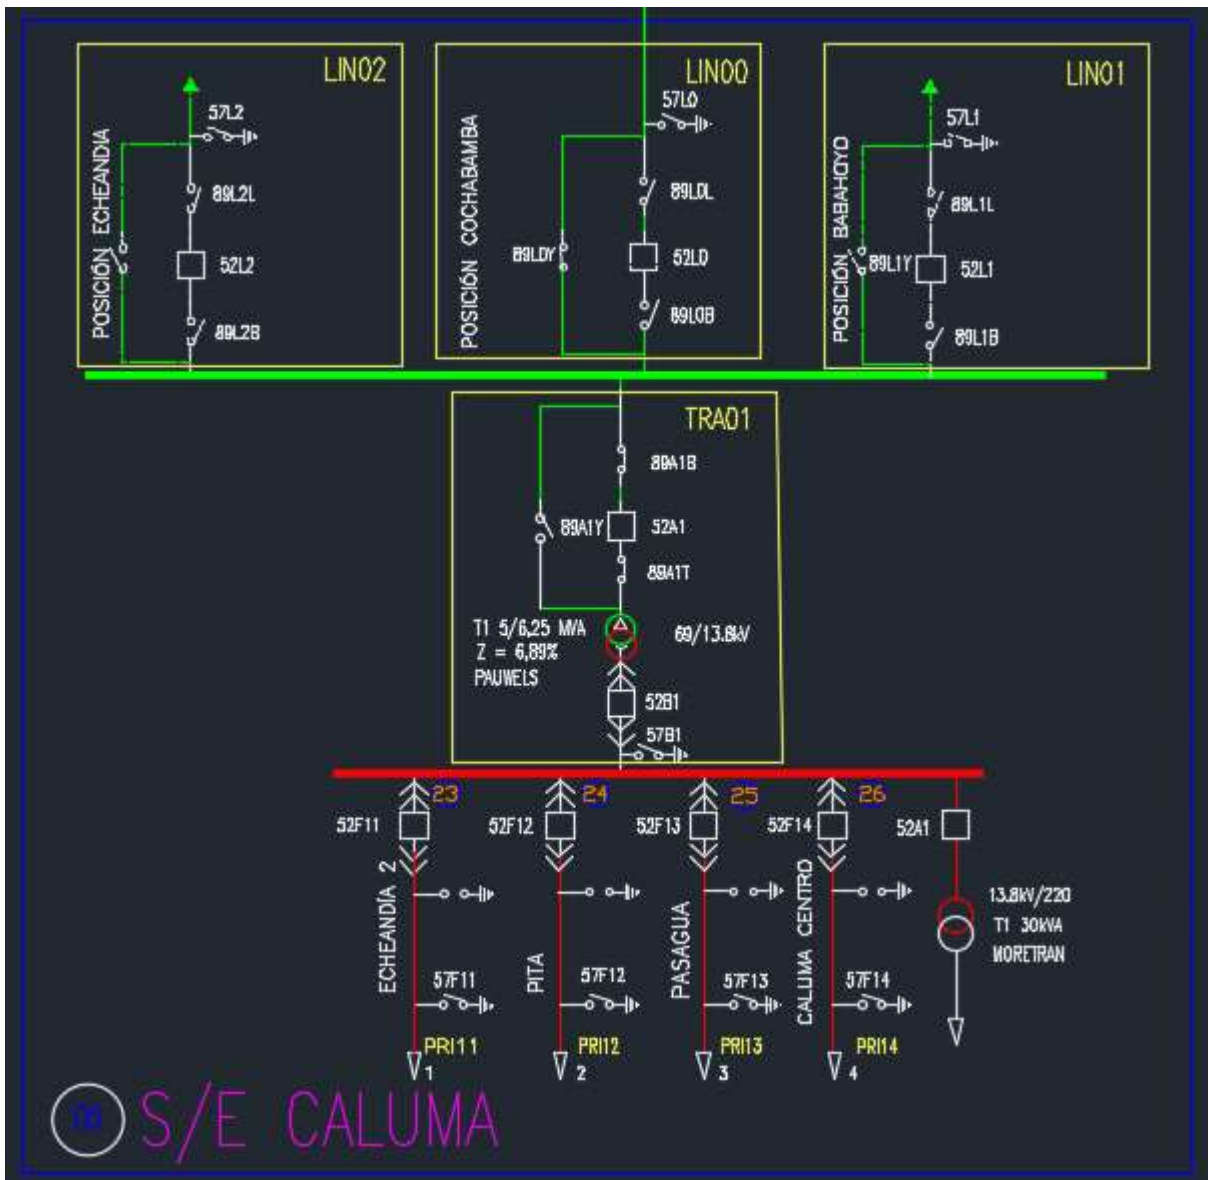 LIN02
57L2
POSICIÓN ECHEANDIA
89L2L
52L2
89L2B
LIN00
57L0
POSICIÓN COCHABAMBA
89L0L
89L0Y
52L0
89L0B
LIN01
57L1
POSICIÓN BABAHOYO
89L1L
89L1Y
52L1
89L1B
TRA01
89A1B
89A1Y
52A1
89A1T
T1 5/6,25 MVA
69/13.8kV
Z = 6,89%
PAUWELS
52B1
57B1
23
24
25
26
52F11
52F12
52F13
52F14
52A1
ECHEANDÍA 2
PITA
PASAGUA
CALUMA CENTRO
13.8kV/220
T1 30kVA
MORETRAN
57F11
57F12
57F13
57F14
PRI11
PRI12
PRI13
PRI14
1
2
3
4
S/E CALUMA